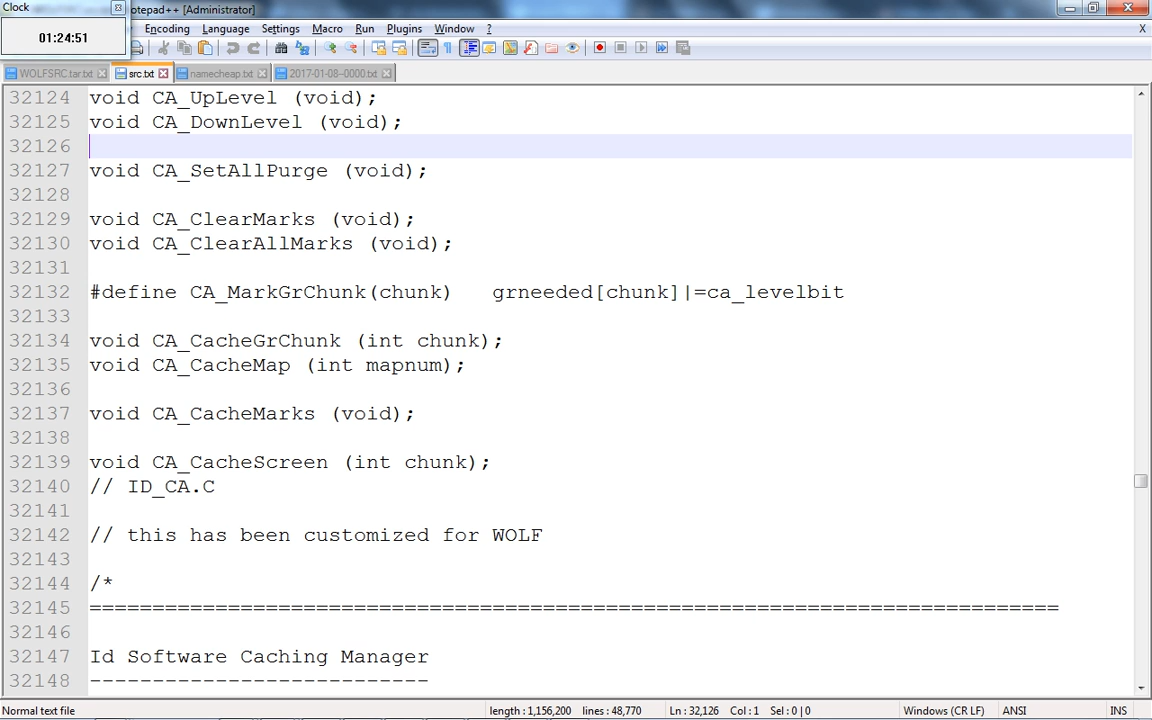 Clock
otepad++ [Administrator]
01:24:51
Encoding Language Settings Macro Run Plugins Window ?
X
WOLFSRC.tar.txt src.txt namecheap.txt 2017-01-08--0000.txt
32124 void CA_UpLevel (void);
32125 void CA_DownLevel (void);
32126
32127 void CA_SetAllPurge (void);
32128
32129 void CA_ClearMarks (void);
32130 void CA_ClearAllMarks (void);
32131
32132 #define CA_MarkGrChunk(chunk) grneeded[chunk]|=ca_levelbit
32133
32134 void CA_CacheGrChunk (int chunk);
32135 void CA_CacheMap (int mapnum);
32136
32137 void CA_CacheMarks (void);
32138
32139 void CA_CacheScreen (int chunk);
32140 // ID_CA.C
32141
32142 // this has been customized for WOLF
32143
32144 /*
32145 =============================================================================
32146
32147 Id Software Caching Manager
32148 ---------------------------
Normal text file length : 1,156,200 lines : 48,770 Ln : 32,126 Col : 1 Sel : 0 | 0 Windows (CR LF) ANSI INS